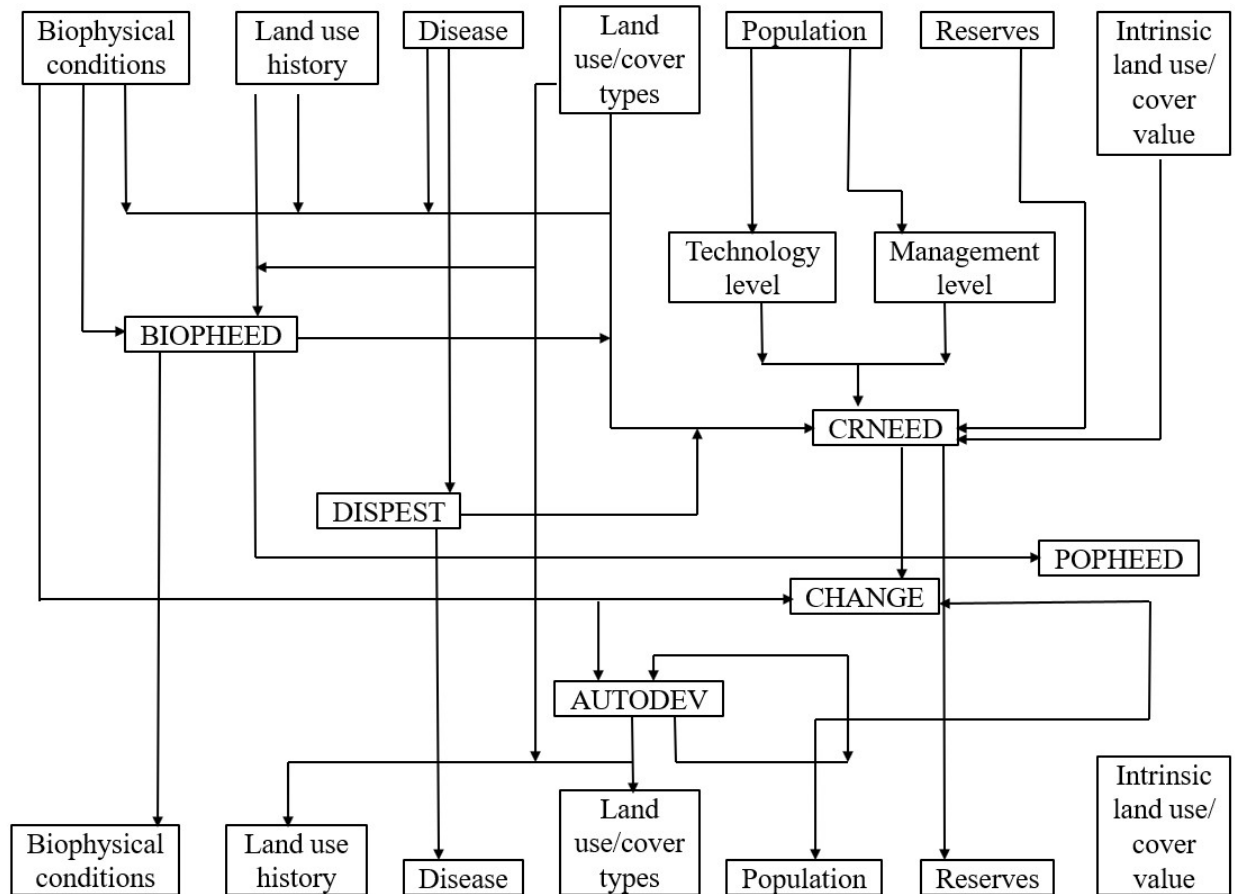 Biophysical
conditions
Land use
history
Disease
Land
use/cover
types
Population
Reserves
Intrinsic
land use/
cover
value
Technology
level
Management
level
BIOPHEED
CRNEED
DISPEST
POPHEED
CHANGE
AUTODEV
Biophysical
conditions
Land use
history
Disease
Land
use/cover
types
Population
Reserves
Intrinsic
land use/
cover
value